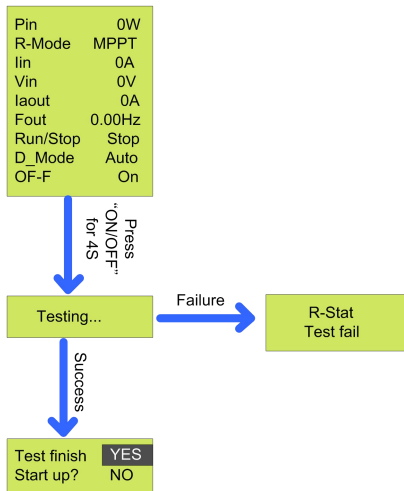 Pin 0W
R-Mode MPPT
Iin 0A
Vin 0V
Iaout 0A
Fout 0.00Hz
Run/Stop Stop
D_Mode Auto
OF-F On
Press
“ON/OFF”
for 4S
Testing...
Failure
R-Stat
Test fail
Success
Test finish YES
Start up? NO